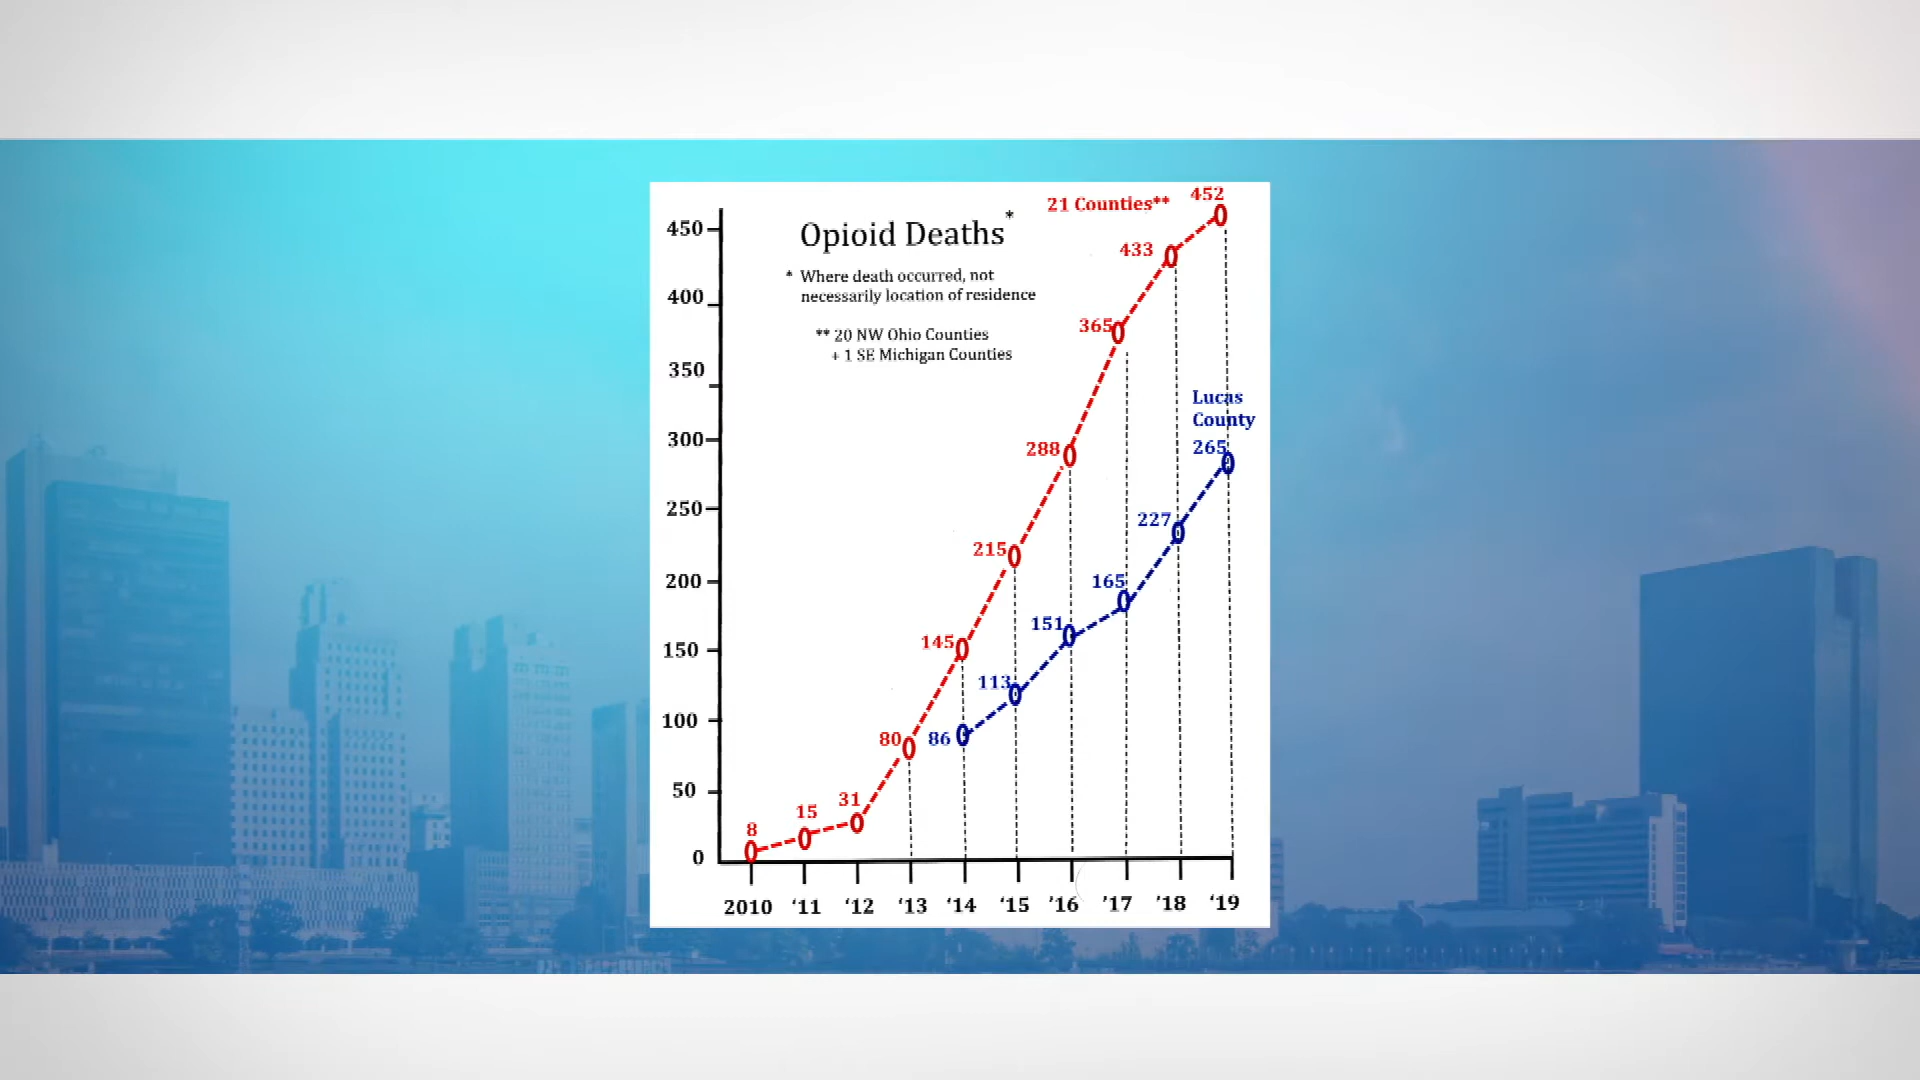 Opioid Deaths*
* Where death occurred, not
necessarily location of residence
** 20 NW Ohio Counties
+ 1 SE Michigan Counties
21 Counties**
452
433
365
288
215
145
80
31
15
8
Lucas
County
265
227
165
151
113
86
450
400
350
300
250
200
150
100
50
0
2010 ‘11 ‘12 ‘13 ‘14 ‘15 ’16 ’17 ’18 ‘19